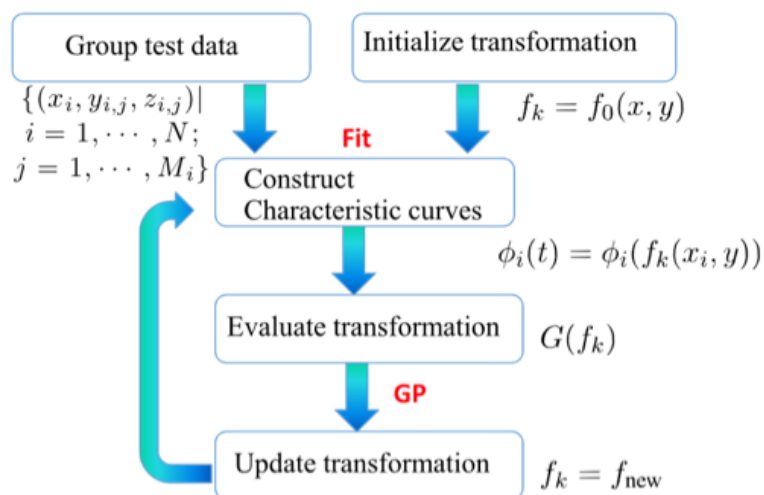 Group test data
Initialize transformation
{(x_i, y_{i,j}, z_{i,j})|
i = 1, ⋯ , N;
j = 1, ⋯ , M_i}
f_k = f_0(x, y)
Fit
Construct
Characteristic curves
ϕ_i(t) = ϕ_i(f_k(x_i, y))
Evaluate transformation
G(f_k)
GP
Update transformation
f_k = f_new